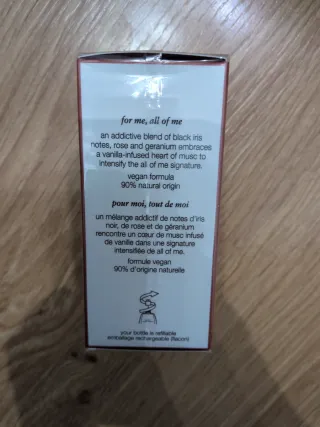 for me, all of me
an addictive blend of black iris
notes, rose and geranium embraces
a vanilla-infused heart of musc to
intensify the all of me signature.
vegan formula
90% natural origin
pour moi, tout de moi
un mélange addictif de notes d'iris
noir, de rose et de géranium
rencontre un cœur de musc infusé
de vanille dans une signature
intensifiée de all of me.
formule vegan
90% d'origine naturelle
your bottle is refillable
emballage rechargeable (flacon)